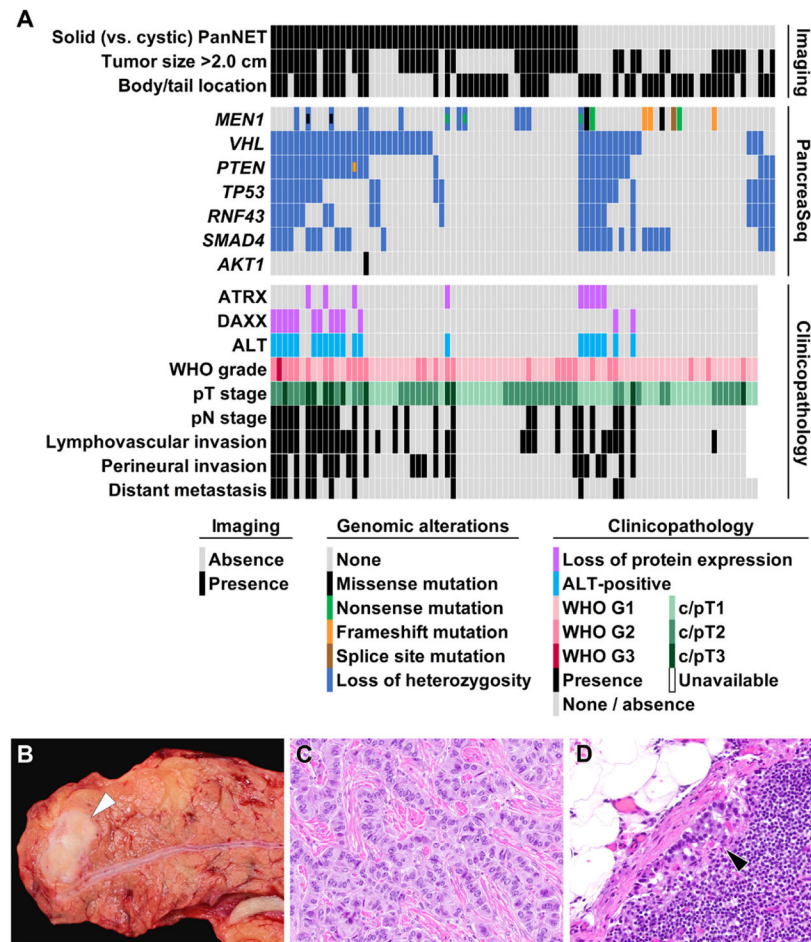 A
Solid (vs. cystic) PanNET
Tumor size >2.0 cm
Body/tail location
Imaging
MEN1
VHL
PTEN
TP53
RNF43
SMAD4
AKT1
PancreaSeq
ATRX
DAXX
ALT
WHO grade
pT stage
pN stage
Lymphovascular invasion
Perineural invasion
Distant metastasis
Clinicopathology
Imaging
Absence
Presence
Genomic alterations
None
Missense mutation
Nonsense mutation
Frameshift mutation
Splice site mutation
Loss of heterozygosity
Clinicopathology
Loss of protein expression
ALT-positive
WHO G1 c/pT1
WHO G2 c/pT2
WHO G3 c/pT3
Presence Unavailable
None / absence
B
C
D